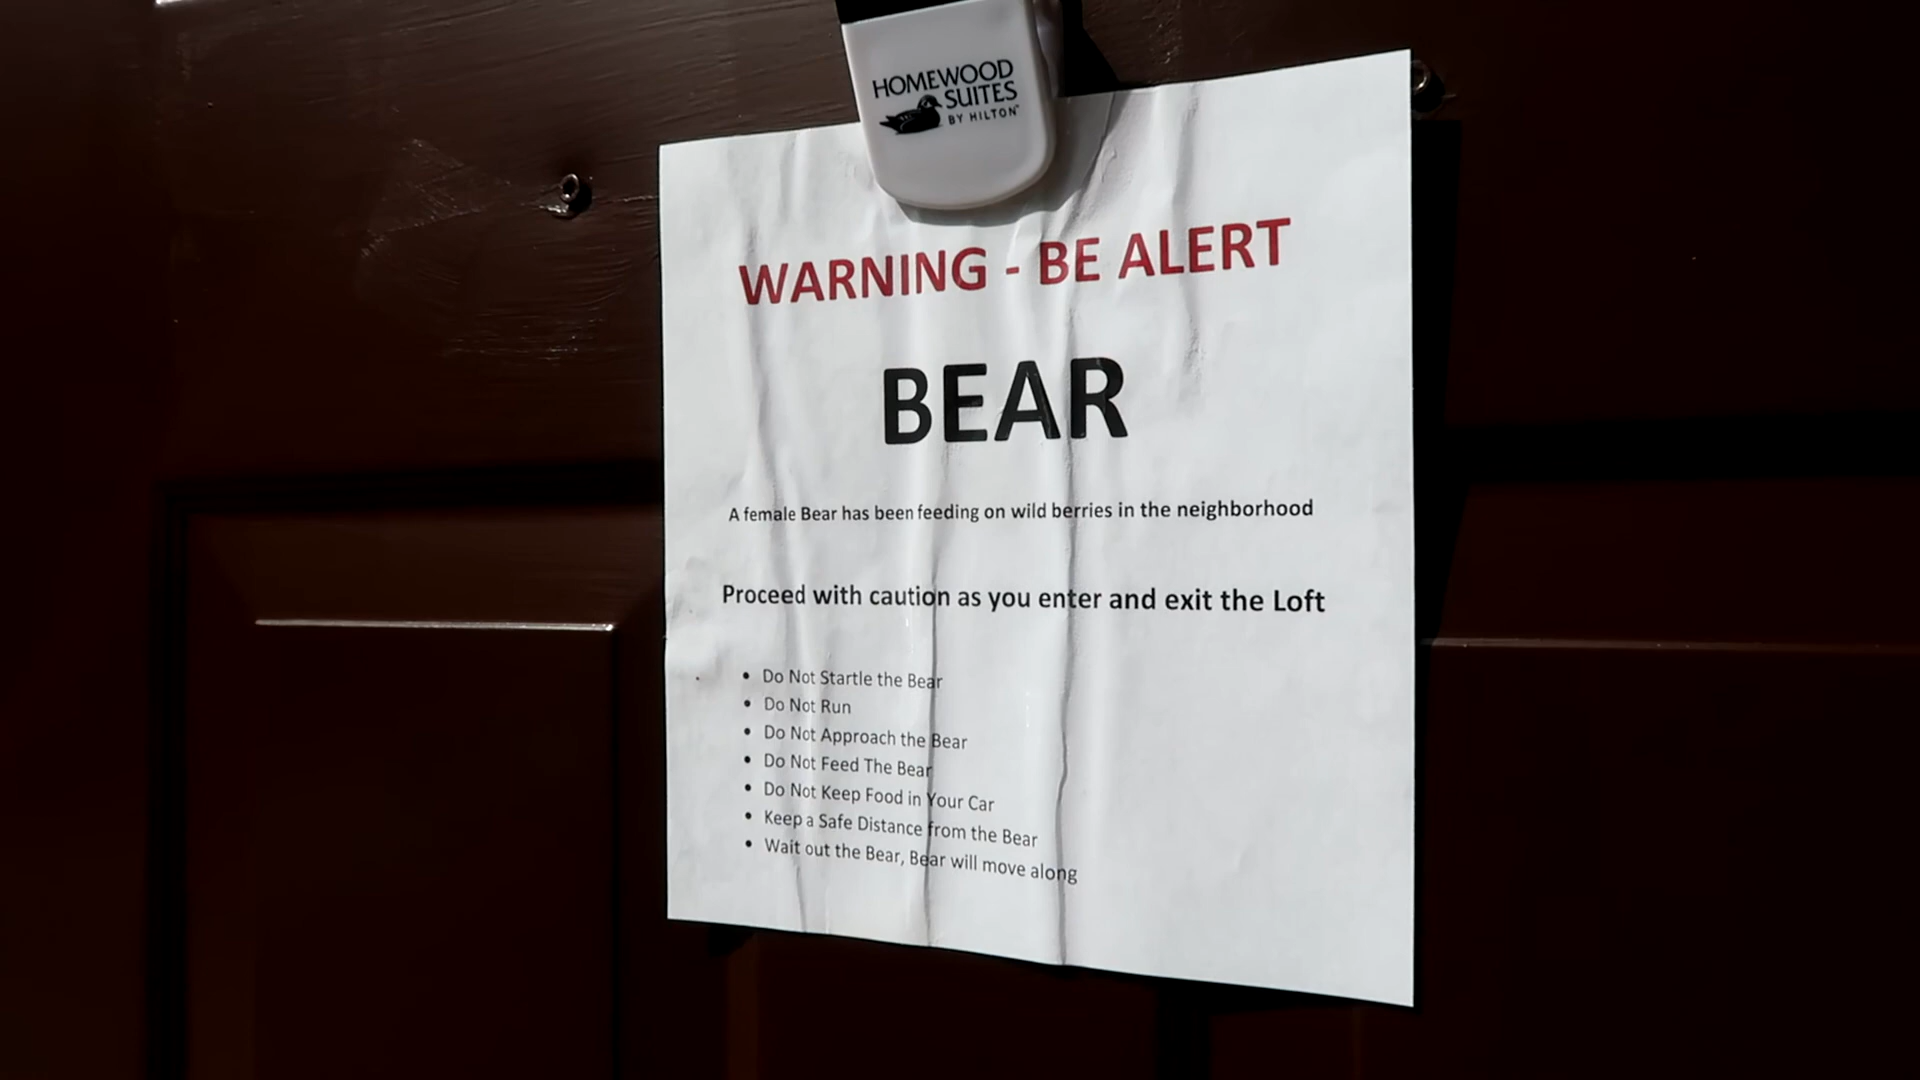 HOMEWOOD
SUITES
BY HILTON™
WARNING - BE ALERT
BEAR
A female Bear has been feeding on wild berries in the neighborhood
Proceed with caution as you enter and exit the Loft
• Do Not Startle the Bear
• Do Not Run
• Do Not Approach the Bear
• Do Not Feed The Bear
• Do Not Keep Food in Your Car
• Keep a Safe Distance from the Bear
• Wait out the Bear, Bear will move along